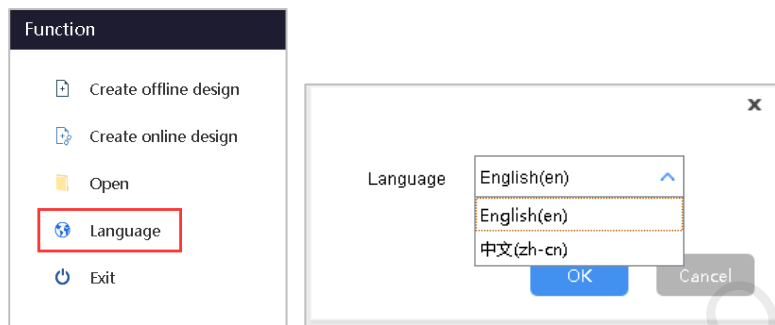 Function
Create offline design
Create online design
Open
Language
Exit
x
Language
English(en)
English(en)
中文(zh-cn)
OK
Cancel